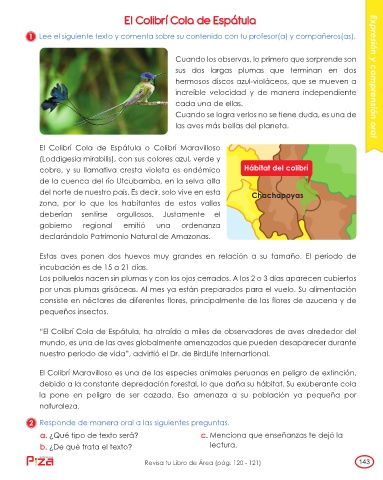 El Colibrí Cola de Espátula
1 Lee el siguiente texto y comenta sobre su contenido con tu profesor(a) y compañeros(as).
Expresión y comprensión oral
Cuando los observas, lo primero que sorprende son
sus dos largas plumas que terminan en dos
hermosos discos azul-violáceos, que se mueven a
increíble velocidad y de manera independiente
cada una de ellas.
Cuando se logra verlos no se tiene duda, es una de
las aves más bellas del planeta.
El Colibrí Cola de Espátula o Colibrí Maravilloso
(Loddigesia mirabilis), con sus colores azul, verde y
cobre, y su llamativa cresta violeta es endémico
de la cuenca del río Utcubamba, en la selva alta
del norte de nuestro país. Es decir, solo vive en esta
zona, por lo que los habitantes de estos valles
deberían sentirse orgullosos. Justamente el
gobierno regional emitió una ordenanza
declarándolo Patrimonio Natural de Amazonas.
Hábitat del colibrí
Chachapoyas
Estas aves ponen dos huevos muy grandes en relación a su tamaño. El periodo de
incubación es de 15 a 21 días.
Los polluelos nacen sin plumas y con los ojos cerrados. A los 2 o 3 días aparecen cubiertos
por unas plumas grisáceas. Al mes ya están preparados para el vuelo. Su alimentación
consiste en néctares de diferentes flores, principalmente de las flores de azucena y de
pequeños insectos.
"El Colibrí Cola de Espátula, ha atraído a miles de observadores de aves alrededor del
mundo, es una de las aves globalmente amenazadas que pueden desaparecer durante
nuestro periodo de vida", advirtió el Dr. de BirdLife International.
El Colibrí Maravilloso es una de las especies animales peruanas en peligro de extinción,
debido a la constante depredación forestal, lo que daña su hábitat. Su exuberante cola
la pone en peligro de ser cazada. Eso amenaza a su población ya pequeña por
naturaleza.
2 Responde de manera oral a las siguientes preguntas.
a. ¿Qué tipo de texto será?
b. ¿De qué trata el texto?
c. Menciona que enseñanzas te dejó la
lectura.
Revisa tu Libro de Área (pág. 120 - 121)
143